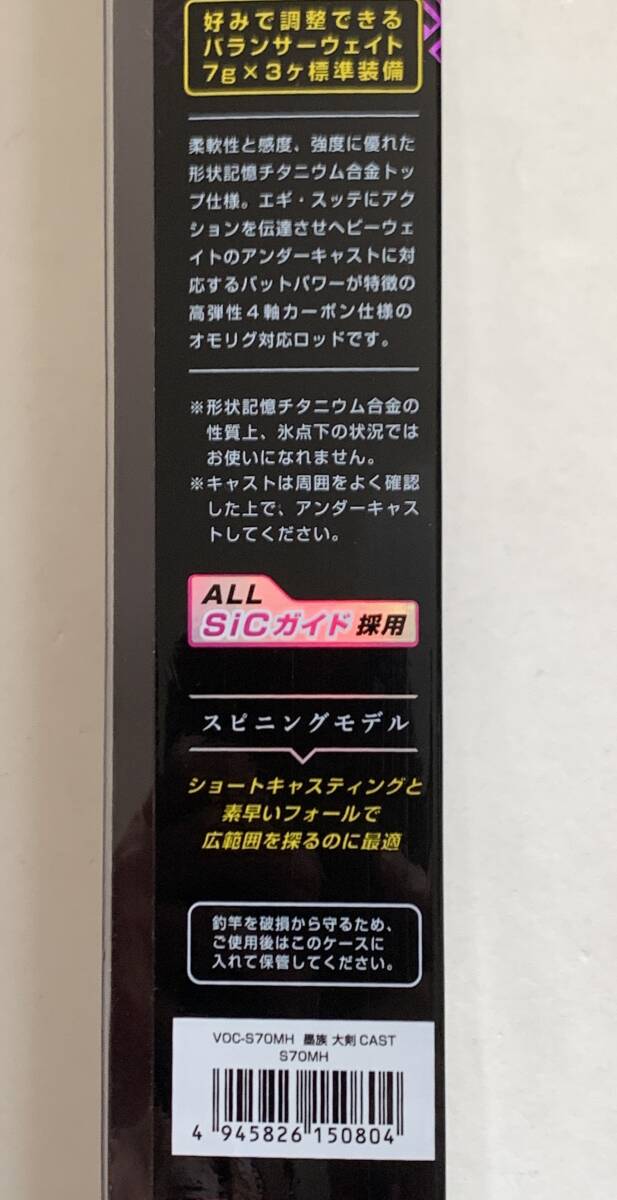 好みで調整できる
バランサーウェイト
7g×3ヶ標準装備
柔軟性と感度、強度に優れた
形状記憶チタニウム合金トッ
プ仕様。エギ・スッテにアク
ションを伝達させヘビーウェ
イトのアンダーキャストに対
応するバットパワーが特徴の
高弾性4軸カーボン仕様の
オモリグ対応ロッドです。
※形状記憶チタニウム合金の
性質上、氷点下の状況では
お使いになれません。
※キャストは周囲をよく確認
した上で、アンダーキャス
トしてください。
ALL
SiCガイド採用
スピニングモデル
ショートキャスティングと
素早いフォールで
広範囲を探るのに最適
釣竿を破損から守るため、
ご使用後はこのケースに
入れて保管してください。
VOC-S70MH 墨族 大剣 CAST
S70MH
4 945826 150804